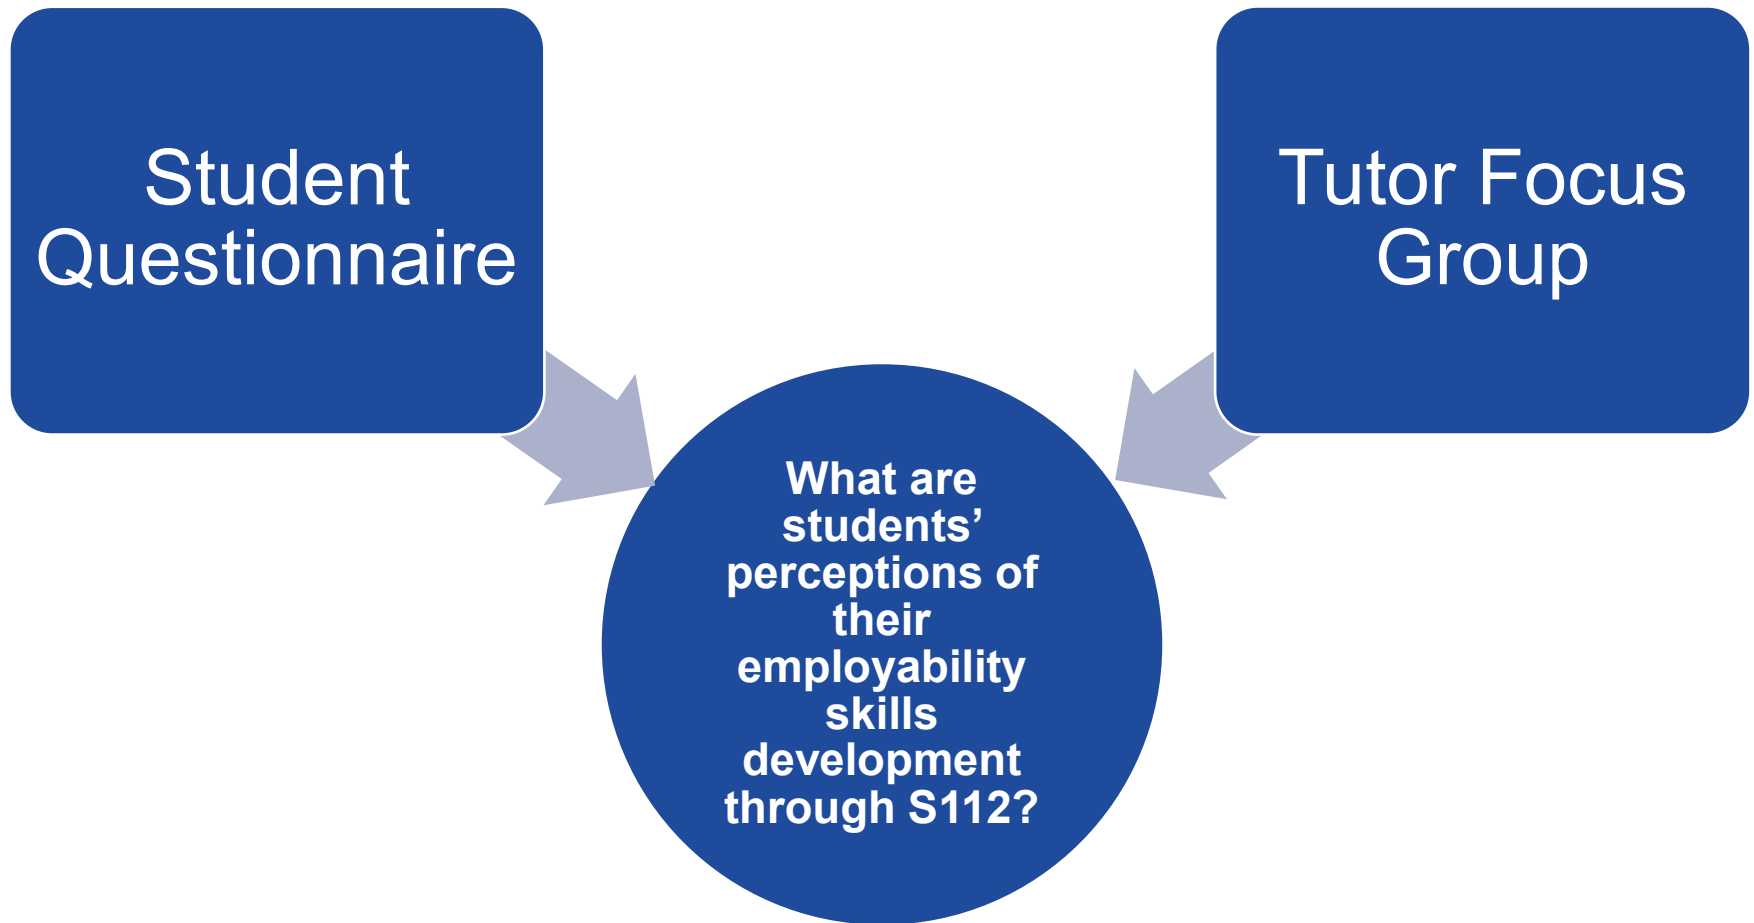 Student
Questionnaire
Tutor Focus
Group
What are
students’
perceptions of
their
employability
skills
development
through S112?